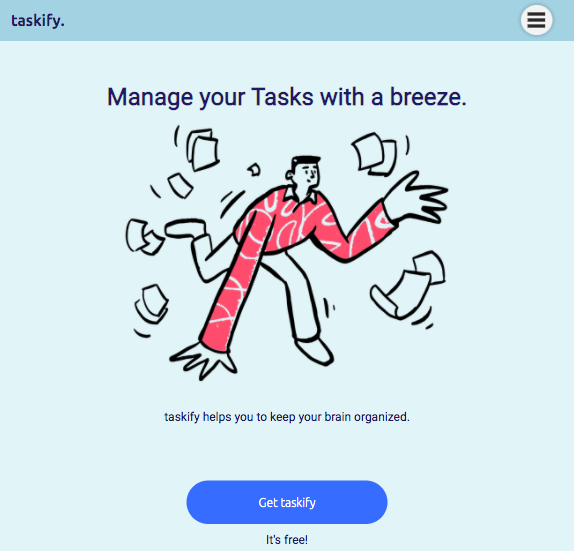 taskify.
Manage your Tasks with a breeze.
taskify helps you to keep your brain organized.
Get taskify
It's free!